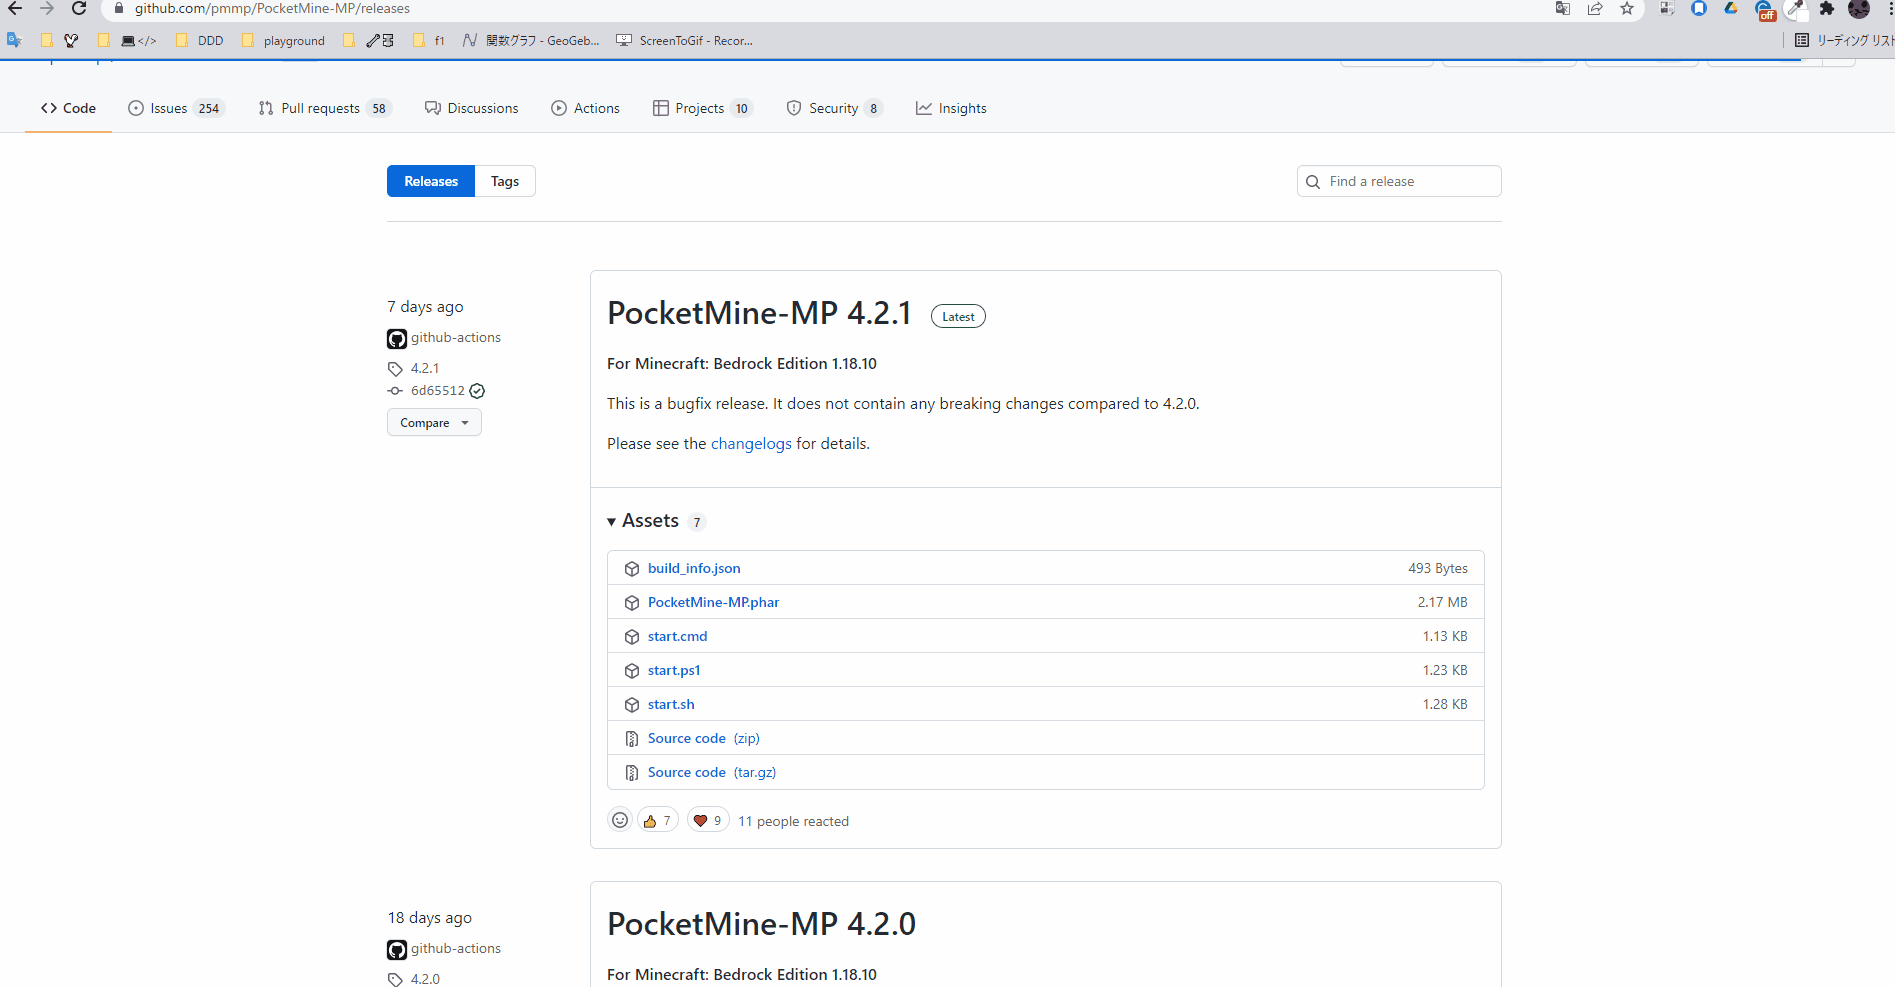 github.com/pmmp/PocketMine-MP/releases
off
</> DDD playground f1 関数グラフ - GeoGeb... ScreenToGif - Recor... リーディング リスト
Code Issues 254 Pull requests 58 Discussions Actions Projects 10 Security 8 Insights
Releases Tags Find a release
7 days ago
github-actions
4.2.1
6d65512
Compare
PocketMine-MP 4.2.1 Latest
For Minecraft: Bedrock Edition 1.18.10
This is a bugfix release. It does not contain any breaking changes compared to 4.2.0.
Please see the changelogs for details.
Assets 7
build_info.json 493 Bytes
PocketMine-MP.phar 2.17 MB
start.cmd 1.13 KB
start.ps1 1.23 KB
start.sh 1.28 KB
Source code (zip)
Source code (tar.gz)
7 9 11 people reacted
18 days ago
github-actions
4.2.0
PocketMine-MP 4.2.0
For Minecraft: Bedrock Edition 1.18.10